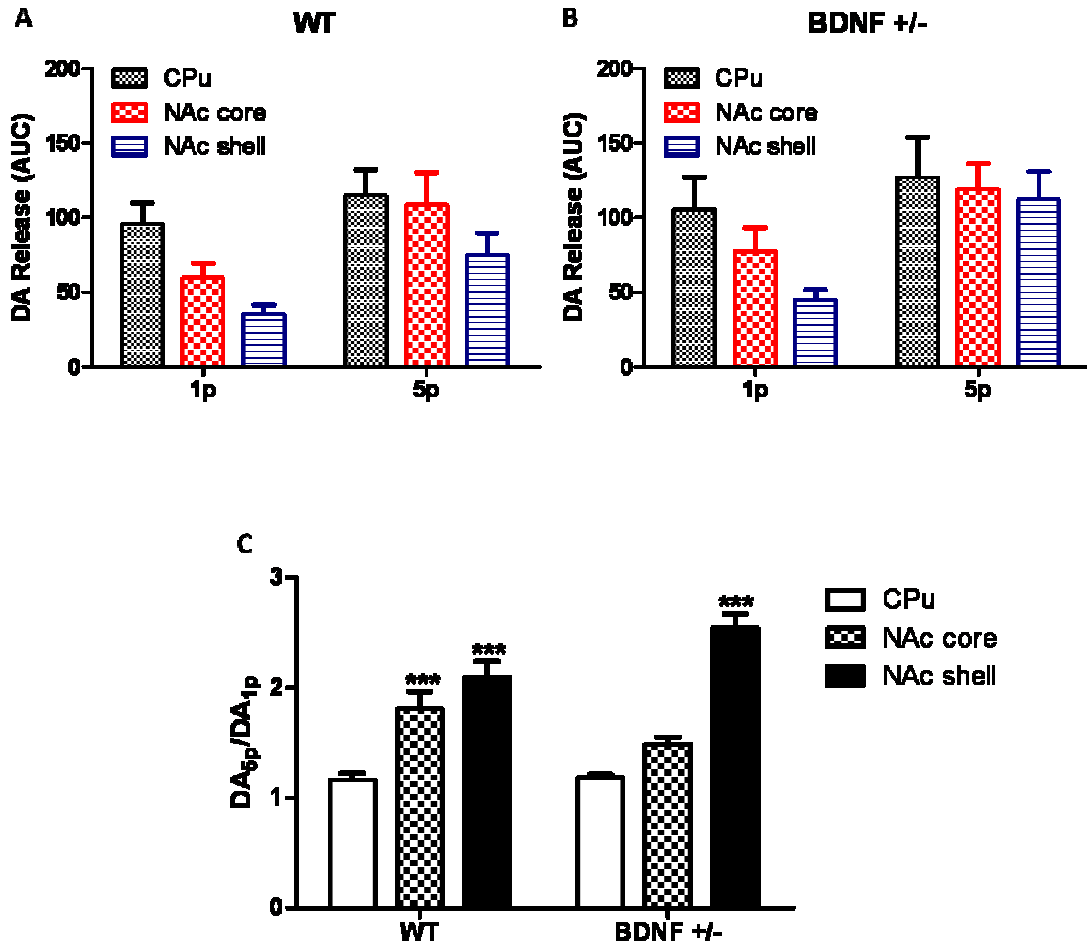 A
WT
DA Release (AUC)
200
150
100
50
0
CPu
NAc core
NAc shell
1p
5p
B
BDNF +/-
DA Release (AUC)
200
150
100
50
0
CPu
NAc core
NAc shell
1p
5p
C
DA5p/DA1p
3
2
1
0
*** *** ***
WT
BDNF +/-
CPu
NAc core
NAc shell